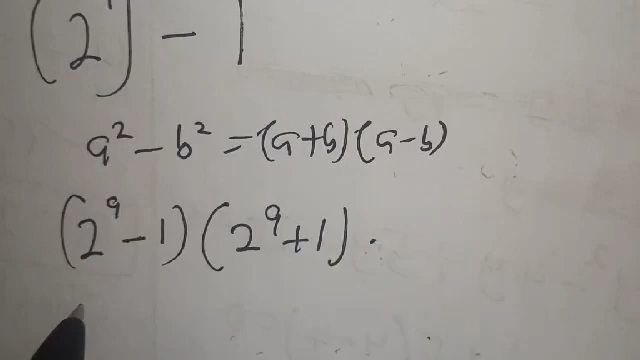 (2) - 1
a² - b² = (a+b)(a-b)
(2⁹ - 1)(2⁹ + 1).